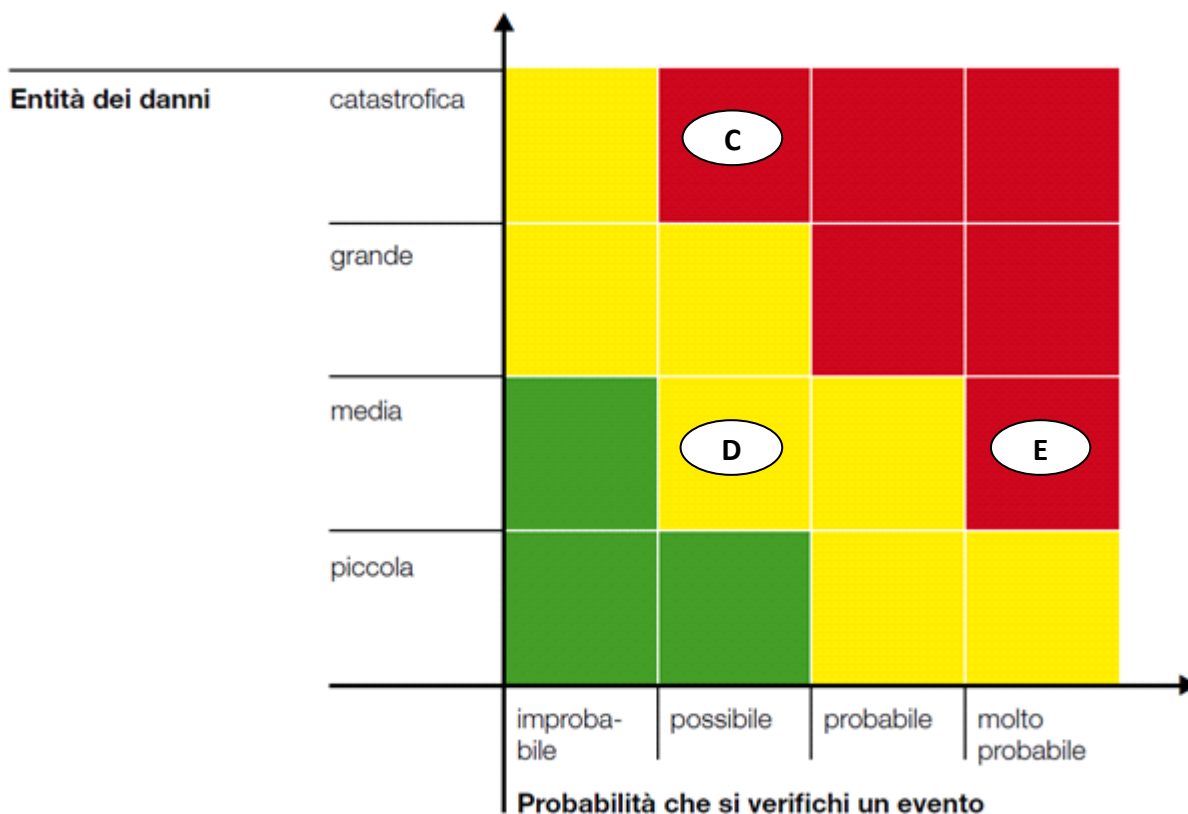 Entità dei danni
catastrofica
C
grande
media
D
E
piccola
improba-
bile
possibile
probabile
molto
probabile
Probabilità che si verifichi un evento